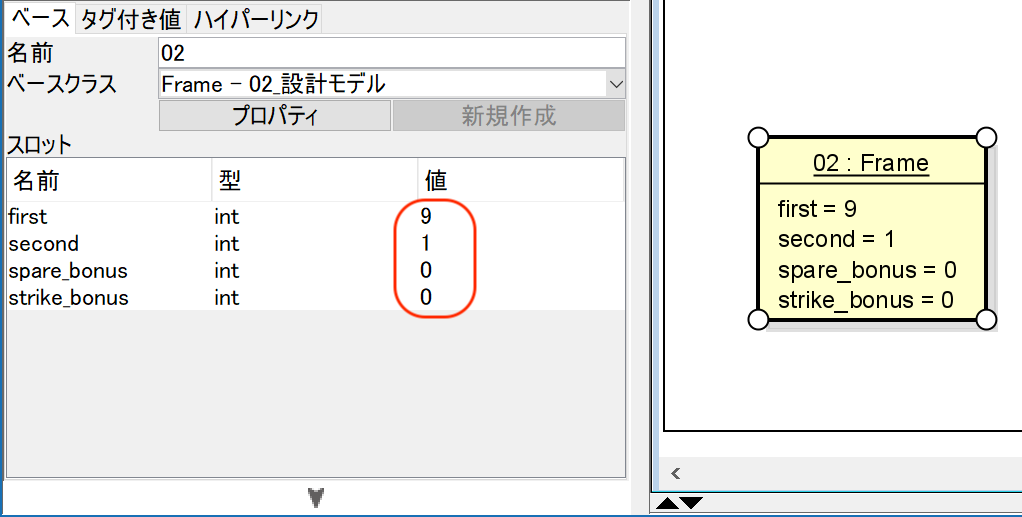 ベース タグ付き値 ハイパーリンク
名前 02
ベースクラス Frame - 02_設計モデル
プロパティ 新規作成
スロット
名前 型 値
first int 9
second int 1
spare_bonus int 0
strike_bonus int 0
02 : Frame
first = 9
second = 1
spare_bonus = 0
strike_bonus = 0